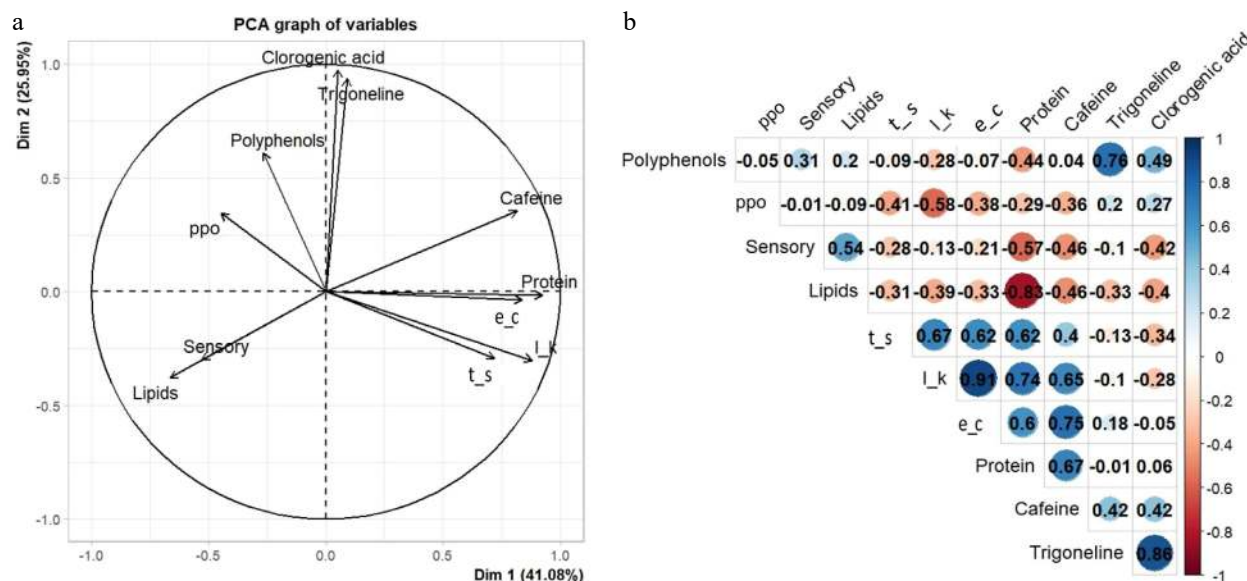 a
PCA graph of variables
Dim 2 (25.95%)
1.0
0.5
0.0
-0.5
-1.0
Clorogenic acid
Trigoneline
Polyphenols
Cafeine
ppo
Protein
e_c
Sensory
l_k
t_s
Lipids
-1.0 -0.5 0.0 0.5 1.0
Dim 1 (41.08%)
b
ppo Sensory Lipids t_s l_k e_c Protein Cafeine Trigoneline Clorogenic acid
Polyphenols -0.05 0.31 0.2 -0.09 -0.28 -0.07 -0.44 0.04 0.76 0.49
ppo -0.01 -0.09 -0.41 -0.58 -0.38 -0.29 -0.36 0.2 0.27
Sensory 0.54 -0.28 -0.13 -0.21 -0.57 -0.46 -0.1 -0.42
Lipids -0.31 -0.39 -0.33 -0.83 -0.46 -0.33 -0.4
t_s 0.67 0.62 0.62 0.4 -0.13 -0.34
l_k 0.91 0.74 0.65 -0.1 -0.28
e_c 0.6 0.75 0.18 -0.05
Protein 0.67 -0.01 0.06
Cafeine 0.42 0.42
Trigoneline 0.86
1
0.8
0.6
0.4
0.2
0
-0.2
-0.4
-0.6
-0.8
-1